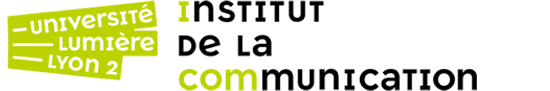 université
Lumière
Lyon 2
Institut
de la
communication